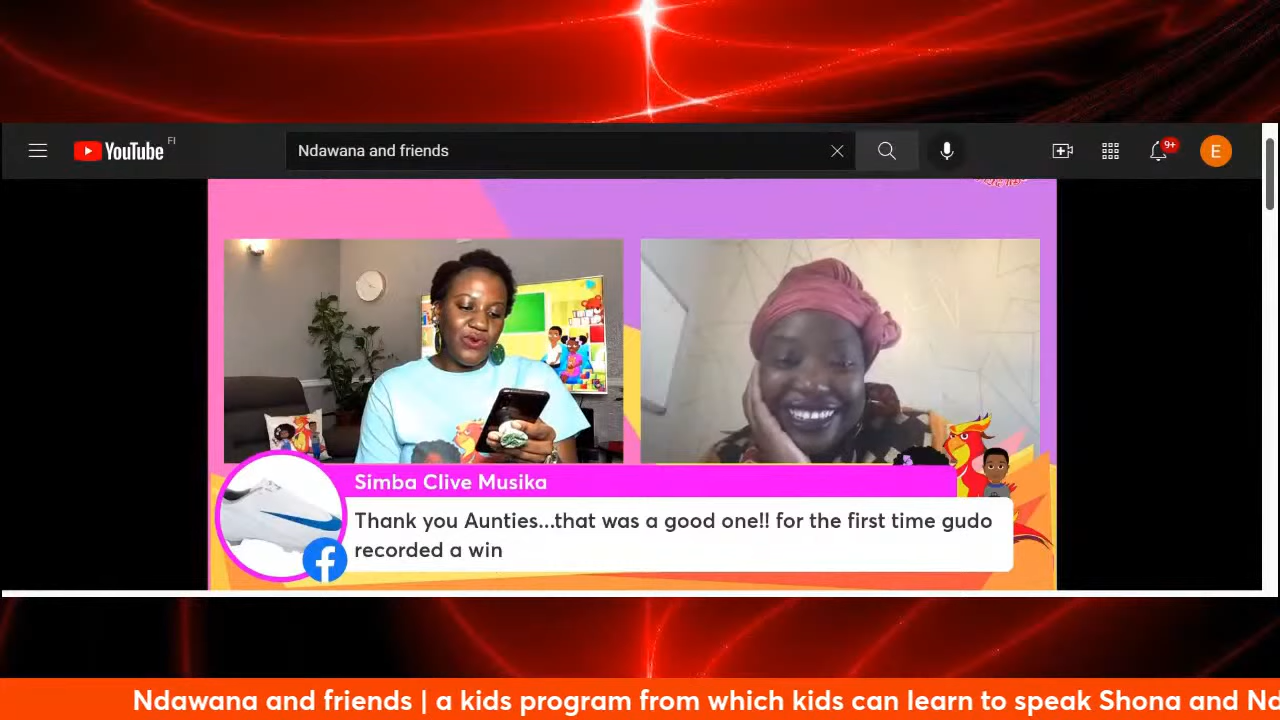 YouTube FI
Ndawana and friends
9+
E
Simba Clive Musika
Thank you Aunties...that was a good one!! for the first time gudo
recorded a win
Ndawana and friends | a kids program from which kids can learn to speak Shona and Nd